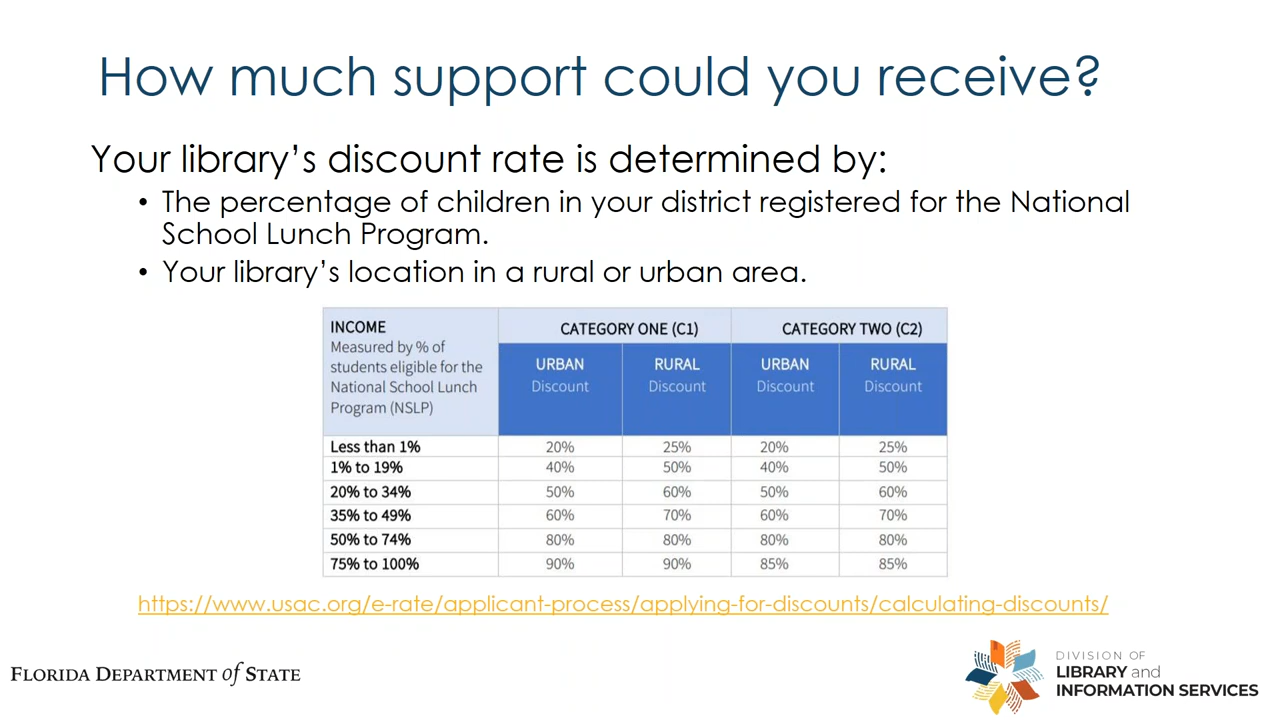 How much support could you receive?
Your library’s discount rate is determined by:
• The percentage of children in your district registered for the National
School Lunch Program.
• Your library’s location in a rural or urban area.
INCOME
Measured by % of
students eligible for the
National School Lunch
Program (NSLP)
CATEGORY ONE (C1) CATEGORY TWO (C2)
URBAN RURAL URBAN RURAL
Discount Discount Discount Discount
Less than 1% 20% 25% 20% 25%
1% to 19% 40% 50% 40% 50%
20% to 34% 50% 60% 50% 60%
35% to 49% 60% 70% 60% 70%
50% to 74% 80% 80% 80% 80%
75% to 100% 90% 90% 85% 85%
https://www.usac.org/e-rate/applicant-process/applying-for-discounts/calculating-discounts/
FLORIDA DEPARTMENT of STATE
DIVISION OF
LIBRARY and
INFORMATION SERVICES